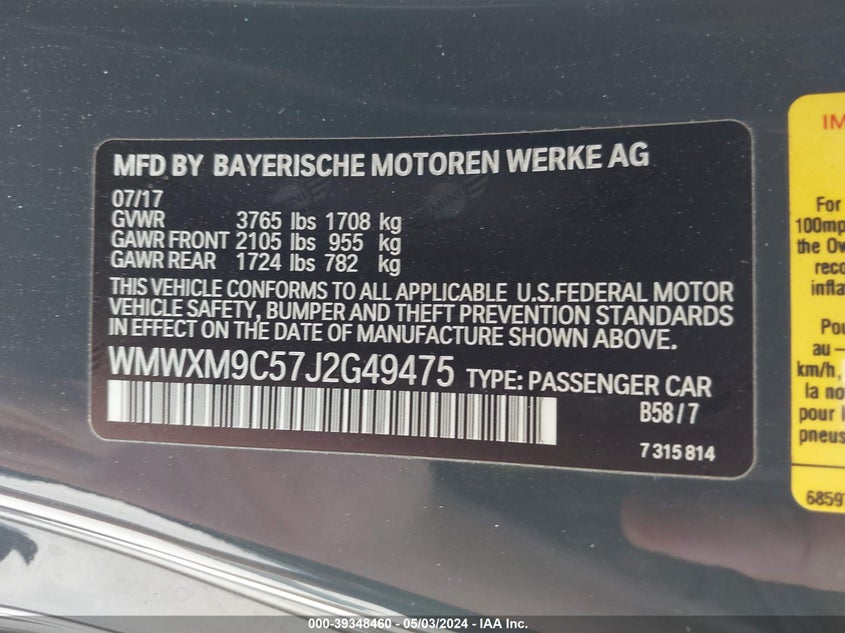 MFD BY BAYERISCHE MOTOREN WERKE AG
07/17
GVWR 3765 lbs 1708 kg
GAWR FRONT 2105 lbs 955 kg
GAWR REAR 1724 lbs 782 kg
THIS VEHICLE CONFORMS TO ALL APPLICABLE U.S.FEDERAL MOTOR
VEHICLE SAFETY, BUMPER AND THEFT PREVENTION STANDARDS
IN EFFECT ON THE DATE OF MANUFACTURE SHOWN ABOVE.
WMWXM9C57J2G49475 TYPE: PASSENGER CAR
B58/7
7 315 814
IM
For
100mp
the Ow
reco
infla
Pou
au –
km/h,
la no
pour l
pneus
6859
000-39348460 - 05/03/2024 - IAA Inc.